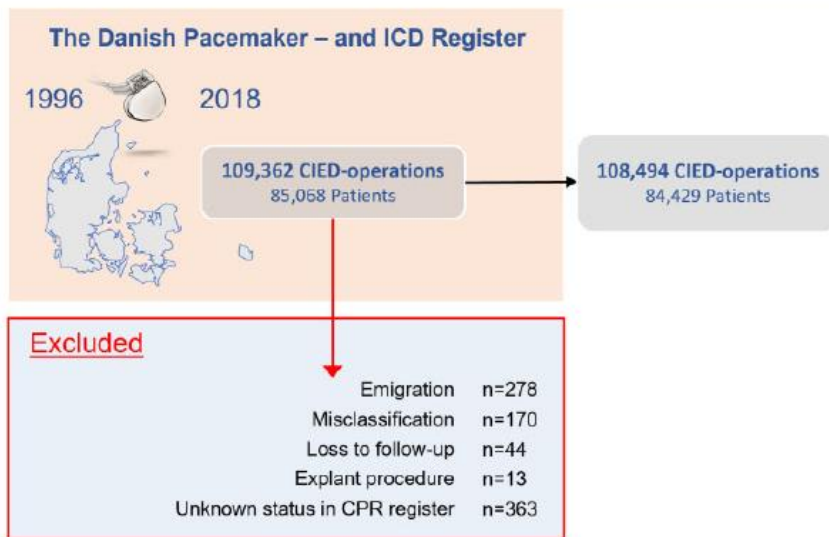 The Danish Pacemaker – and ICD Register
1996 2018
109,362 CIED-operations
85,068 Patients
108,494 CIED-operations
84,429 Patients
Excluded
Emigration n=278
Misclassification n=170
Loss to follow-up n=44
Explant procedure n=13
Unknown status in CPR register n=363